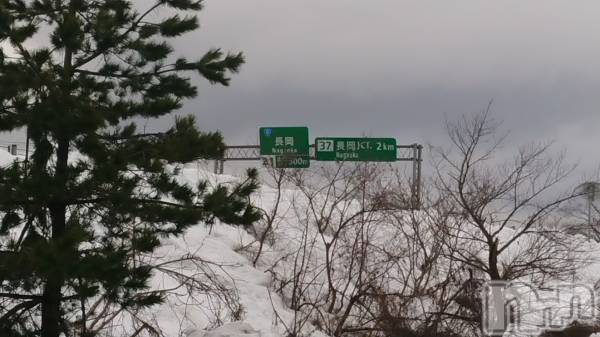 長岡
Nagaoka
500m
37 長岡JCT. 2km
Nagaoka